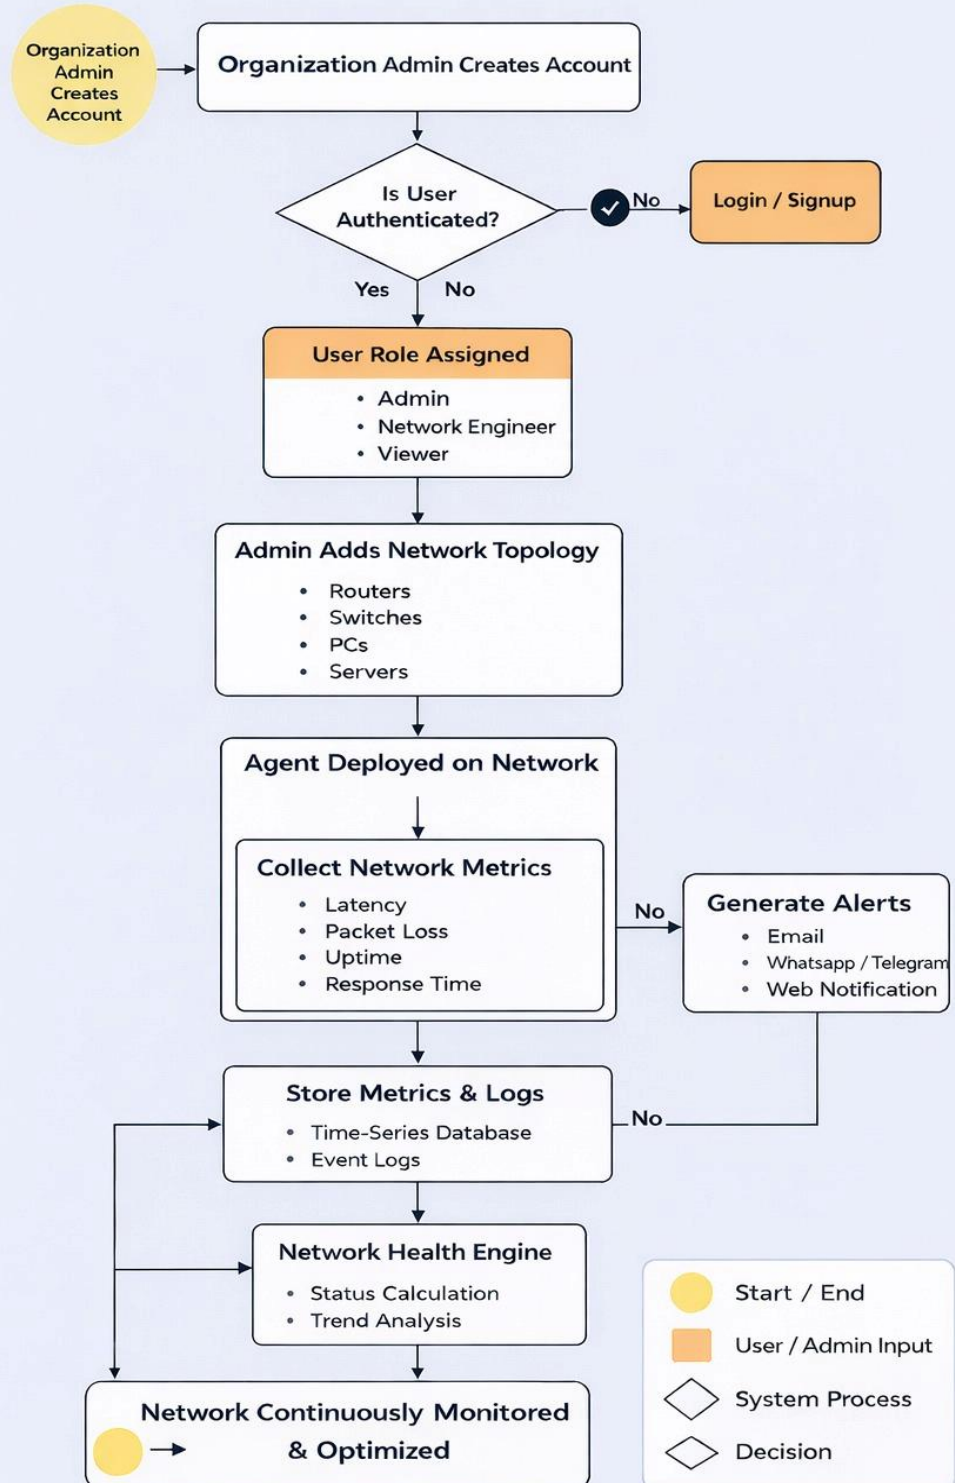 Organization
Admin
Creates
Account
Organization Admin Creates Account
Is User
Authenticated?
No
Login / Signup
Yes
No
User Role Assigned
• Admin
• Network Engineer
• Viewer
Admin Adds Network Topology
• Routers
• Switches
• PCs
• Servers
Agent Deployed on Network
Collect Network Metrics
• Latency
• Packet Loss
• Uptime
• Response Time
No
Generate Alerts
• Email
• Whatsapp / Telegram
• Web Notification
Store Metrics & Logs
• Time-Series Database
• Event Logs
No
Network Health Engine
• Status Calculation
• Trend Analysis
Network Continuously Monitored
& Optimized
Start / End
User / Admin Input
System Process
Decision